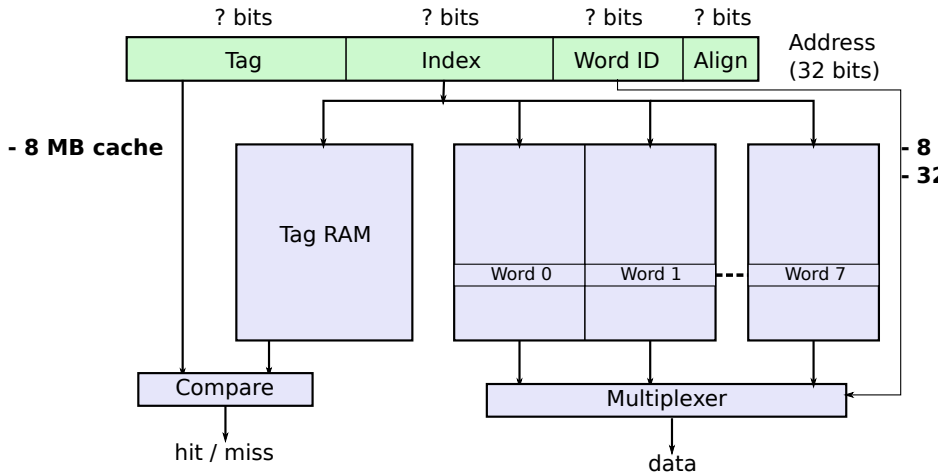 ? bits ? bits ? bits ? bits
Tag Index Word ID Align
Address
(32 bits)
- 8 MB cache
- 8
- 32
Tag RAM
Word 0 Word 1 Word 7
Compare
Multiplexer
hit / miss
data